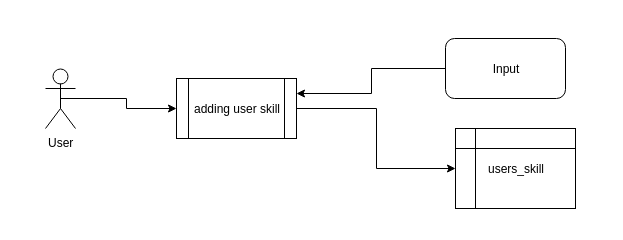 Input
adding user skill
User
users_skill